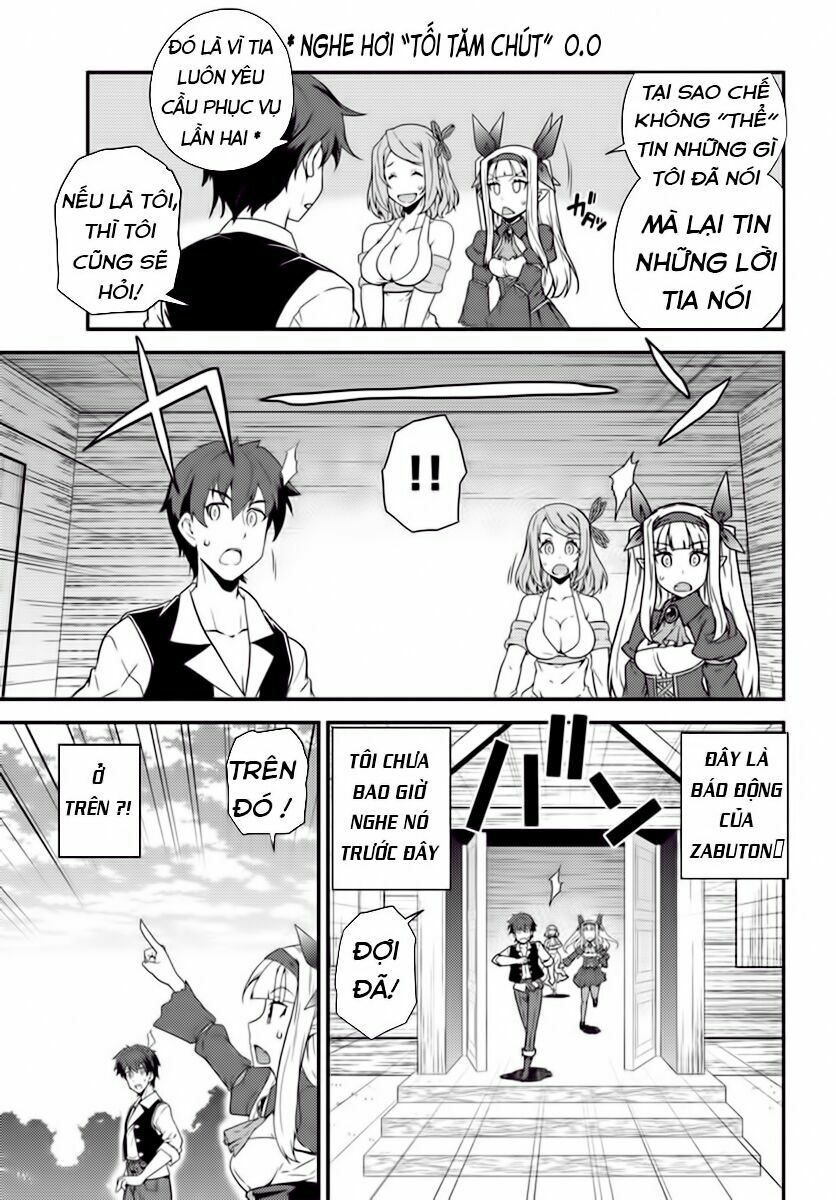 * NGHE HƠI "TỐI TĂM CHÚT" 0.0
TẠI SAO CHẾ
KHÔNG "THỂ"
TIN NHỮNG GÌ
TÔI ĐÃ NÓI
MÀ LẠI TIN
NHỮNG LỜI
TIA NÓI
ĐÓ LÀ VÌ TIA
LUÔN YÊU
CẦU PHỤC VỤ
LẦN HAI *
NẾU LÀ TÔI,
THÌ TÔI
CŨNG SẼ
HỎI!
ガーン
!!
ĐÂY LÀ
BÁO ĐỘNG
CỦA
ZABUTON
TÔI CHƯA
BAO GIỜ
NGHE NÓ
TRƯỚC ĐÂY
ĐỢI
ĐÃ!
TRÊN
ĐÓ !
Ở
TRÊN ?!